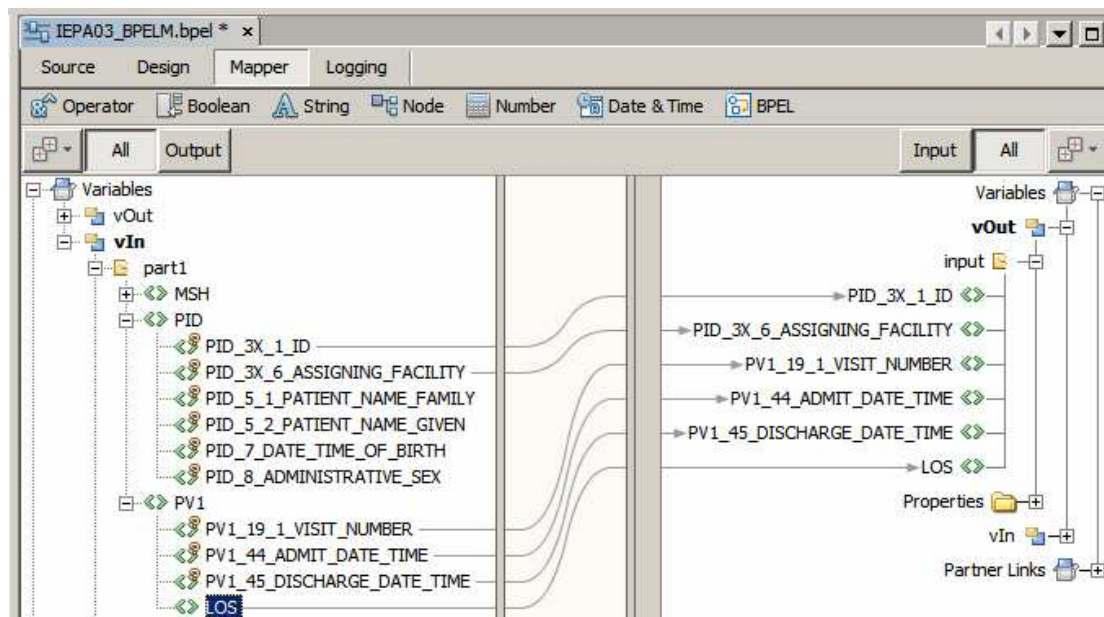 IEPA03_BPELM.bpel * x
Source Design Mapper Logging
Operator Boolean String Node Number Date & Time BPEL
All Output Input All
Variables
vOut
vIn
part1
MSH
PID
PID_3X_1_ID
PID_3X_6_ASSIGNING_FACILITY
PID_5_1_PATIENT_NAME_FAMILY
PID_5_2_PATIENT_NAME_GIVEN
PID_7_DATE_TIME_OF_BIRTH
PID_8_ADMINISTRATIVE_SEX
PV1
PV1_19_1_VISIT_NUMBER
PV1_44_ADMIT_DATE_TIME
PV1_45_DISCHARGE_DATE_TIME
LOS
Variables
vOut
input
PID_3X_1_ID
PID_3X_6_ASSIGNING_FACILITY
PV1_19_1_VISIT_NUMBER
PV1_44_ADMIT_DATE_TIME
PV1_45_DISCHARGE_DATE_TIME
LOS
Properties
vIn
Partner Links